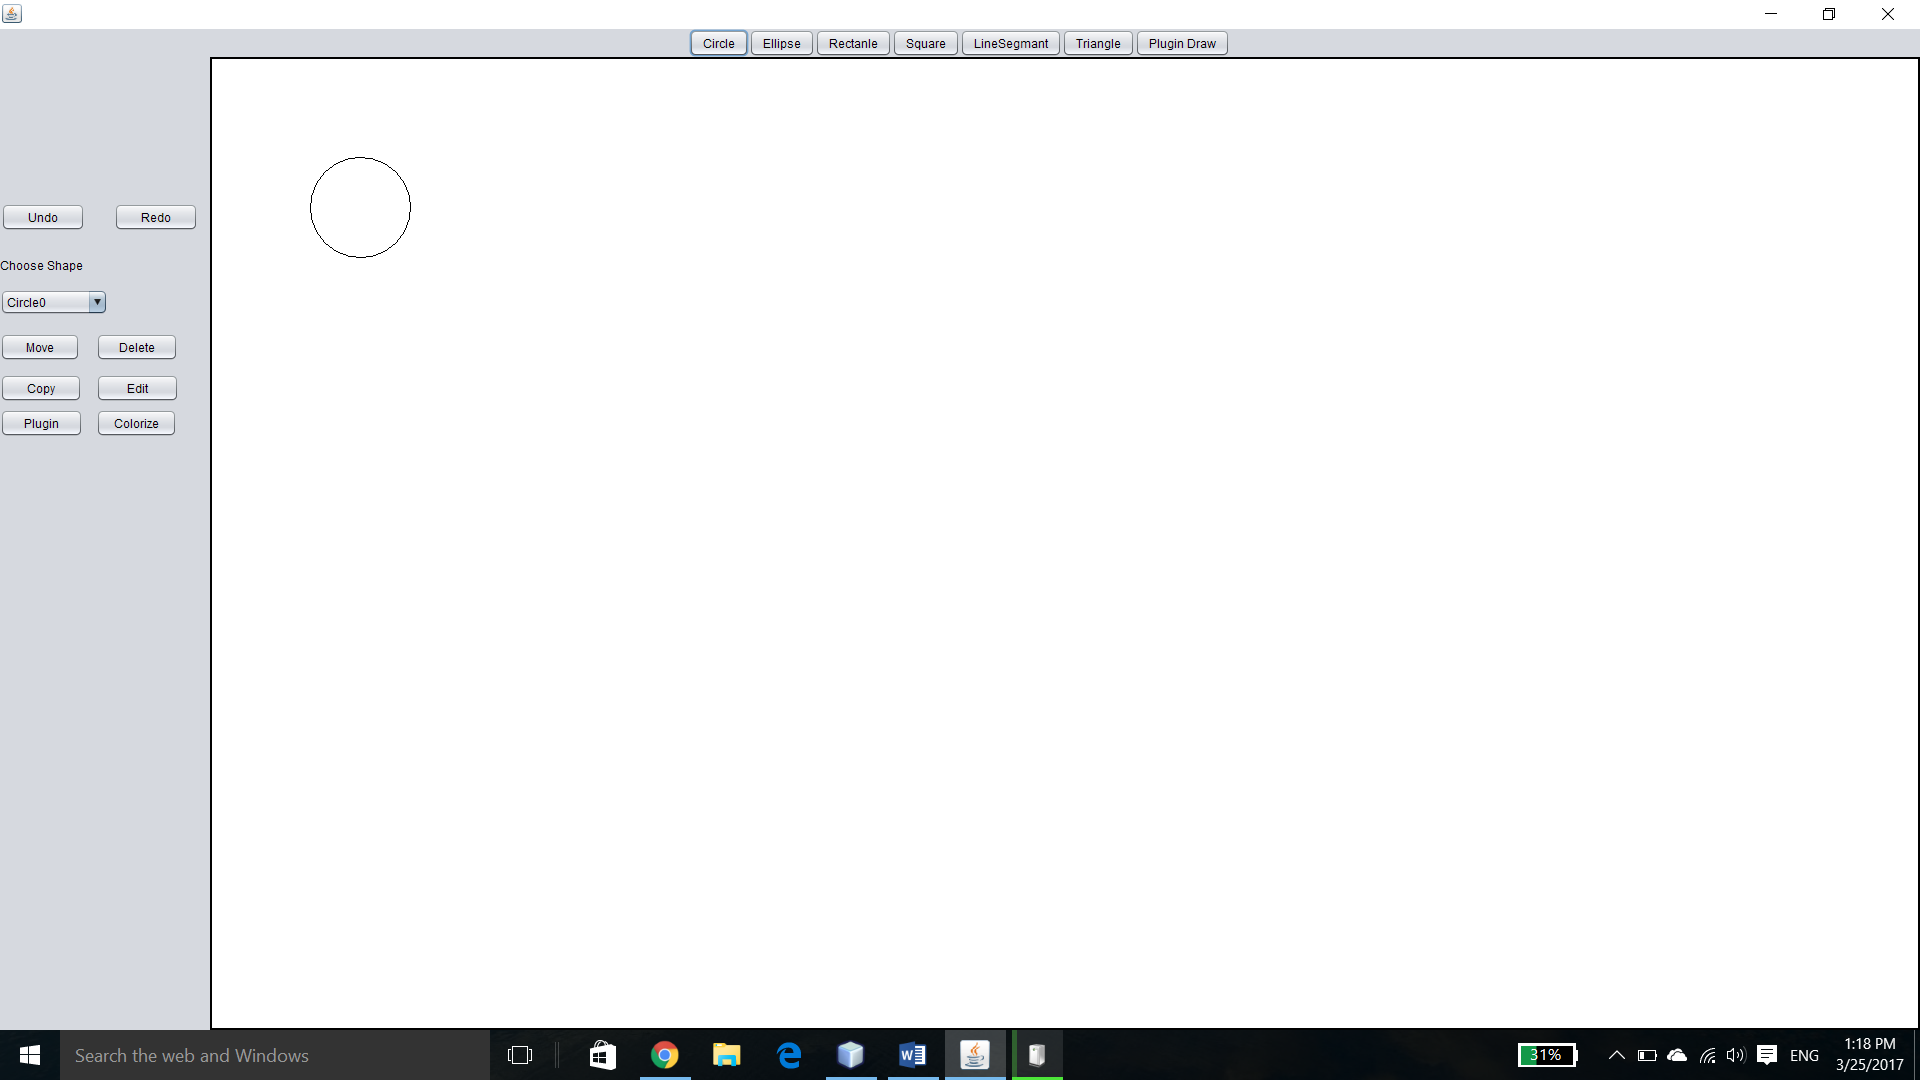 Circle Ellipse Rectanle Square LineSegmant Triangle Plugin Draw
Undo Redo
Choose Shape
Circle0
Move Delete
Copy Edit
Plugin Colorize
Search the web and Windows
31%
ENG
1:18 PM
3/25/2017